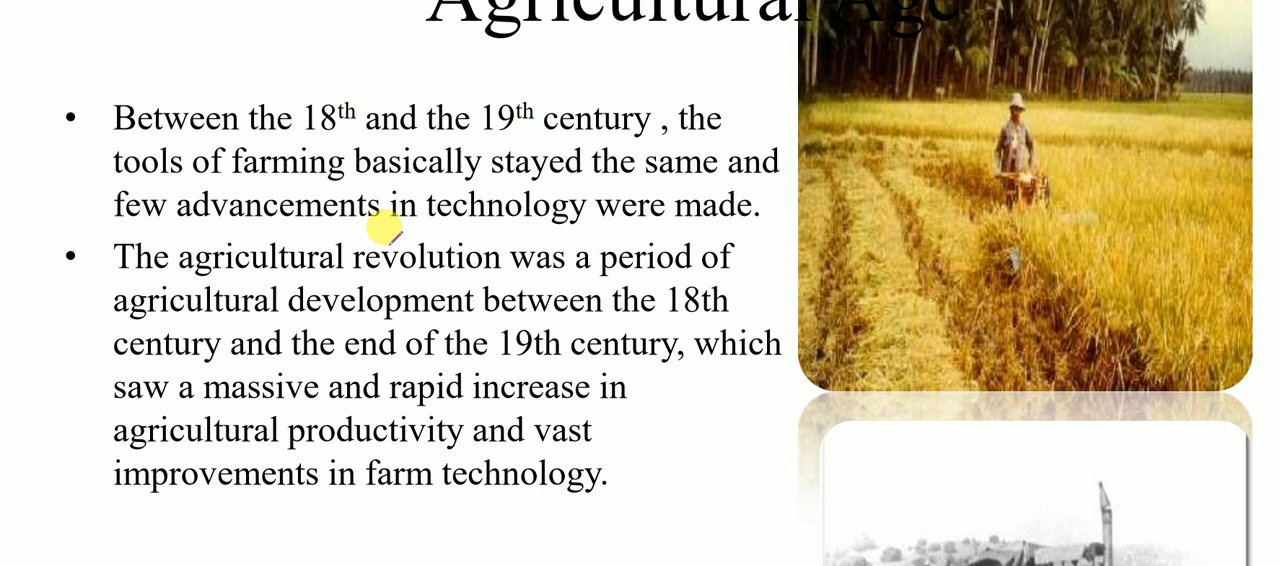 Agricultural Age
• Between the 18th and the 19th century , the
tools of farming basically stayed the same and
few advancements in technology were made.
• The agricultural revolution was a period of
agricultural development between the 18th
century and the end of the 19th century, which
saw a massive and rapid increase in
agricultural productivity and vast
improvements in farm technology.